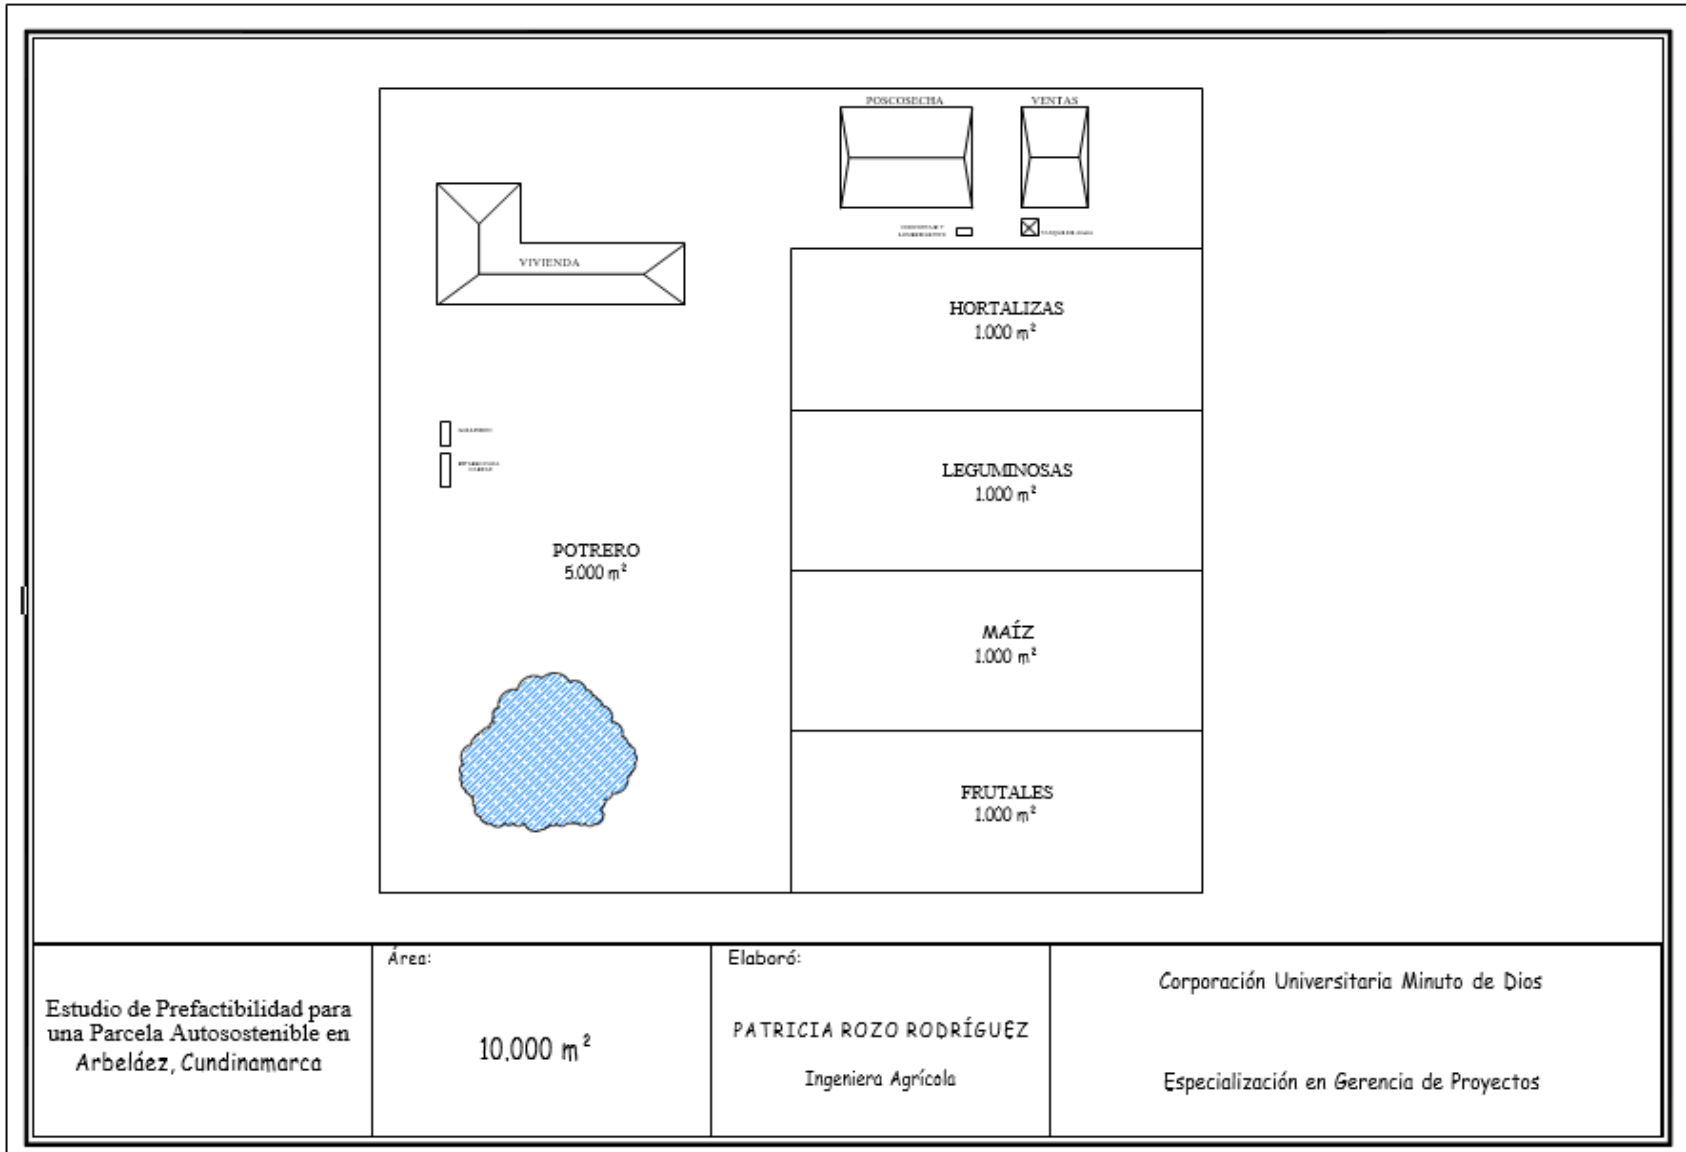 POSCOSECHA
VENTAS
VIVIENDA
HORTALIZAS
1.000 m²
LEGUMINOSAS
1.000 m²
POTRERO
5.000 m²
MAÍZ
1.000 m²
FRUTALES
1.000 m²
Estudio de Prefactibilidad para
una Parcela Autosostenible en
Arbeláez, Cundinamarca
Área:
10,000 m²
Elaboró:
PATRICIA ROZO RODRÍGUEZ
Ingeniera Agrícola
Corporación Universitaria Minuto de Dios
Especialización en Gerencia de Proyectos